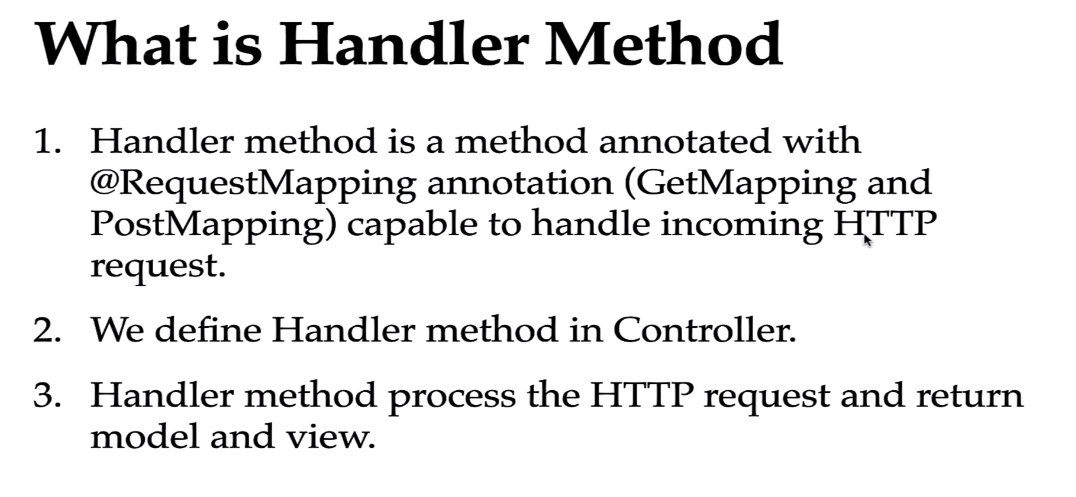 What is Handler Method
1. Handler method is a method annotated with
@RequestMapping annotation (GetMapping and
PostMapping) capable to handle incoming HTTP
request.
2. We define Handler method in Controller.
3. Handler method process the HTTP request and return
model and view.